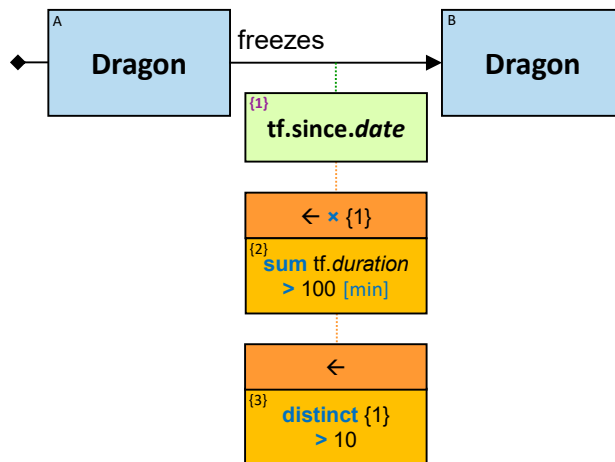 A
Dragon
freezes
B
Dragon
{1}
tf.since.date
← × {1}
{2}
sum tf.duration
> 100 [min]
←
{3}
distinct {1}
> 10